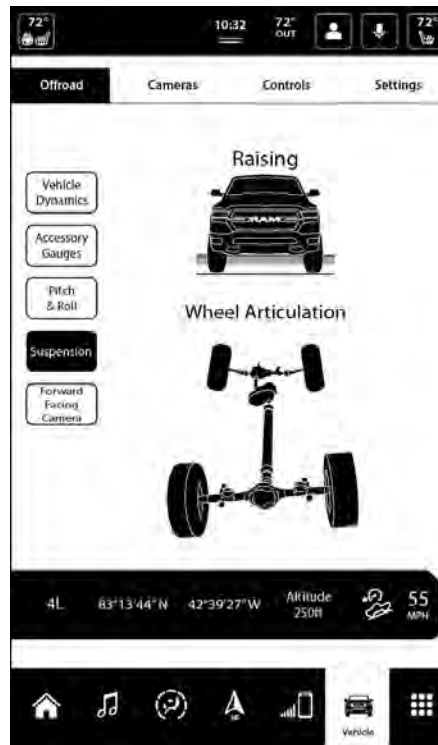 72°
10:32
72°
OUT
72°
Offroad
Cameras
Controls
Settings
Raising
RAM
Vehicle
Dynamics
Accessory
Gauges
Pitch
& Roll
Wheel Articulation
Suspension
Forward
Facing
Camera
4L
83°13'44"N
42°39'27"W
Altitude
250ft
55
MPH
Vehicle